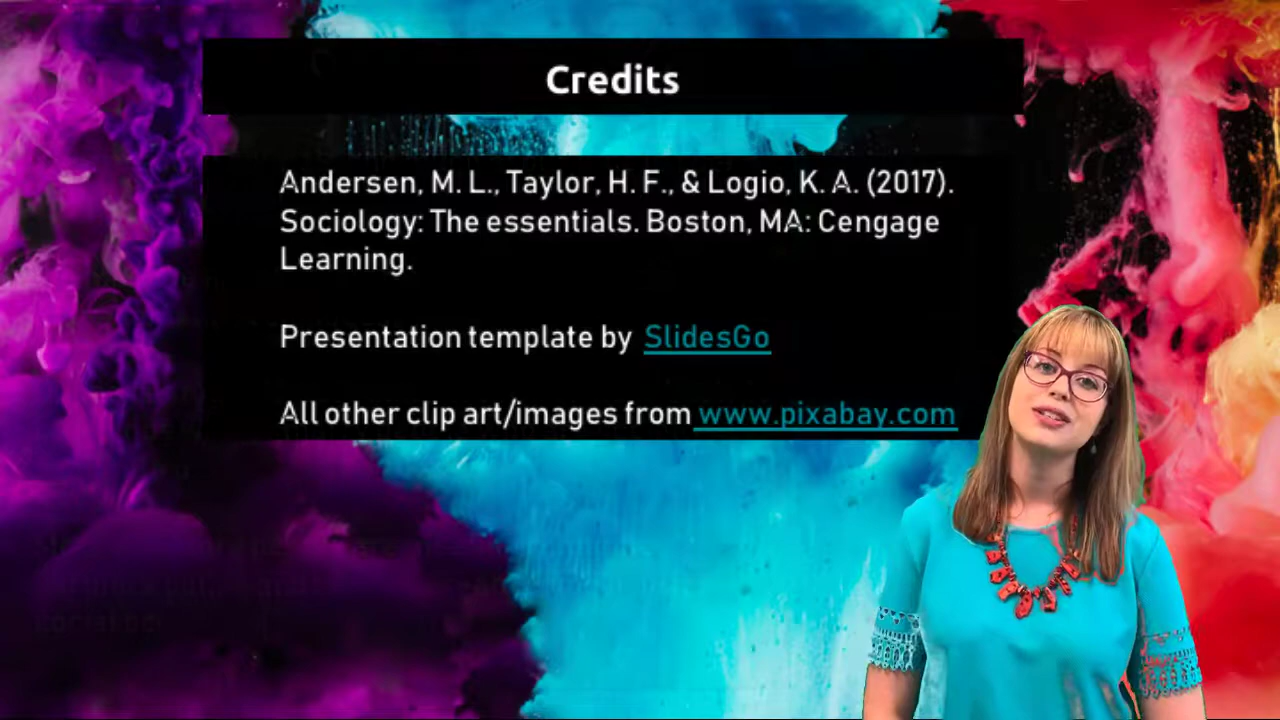 Credits
Andersen, M. L., Taylor, H. F., & Logio, K. A. (2017).
Sociology: The essentials. Boston, MA: Cengage
Learning.
Presentation template by SlidesGo
All other clip art/images from www.pixabay.com